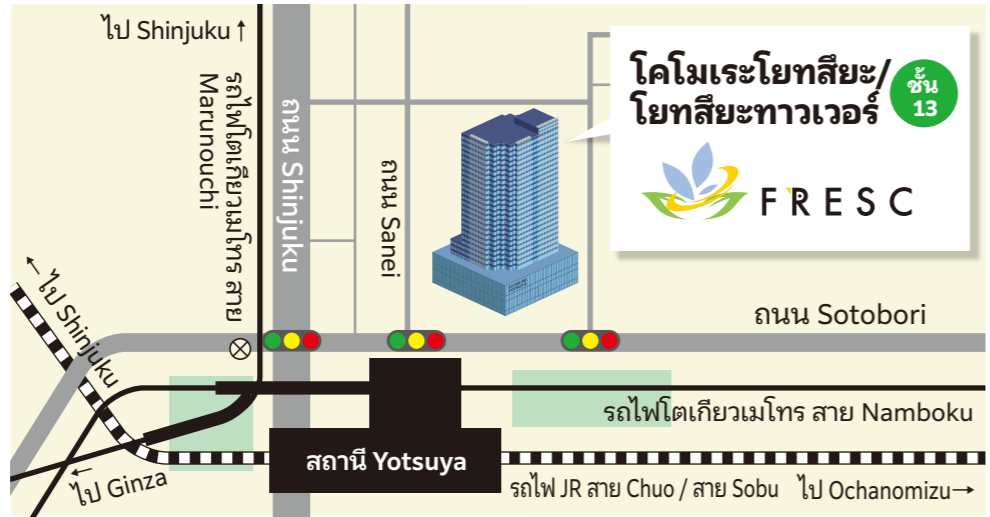 ไป Shinjuku ↑
รถไฟโตเกียวเมโทร สาย
Marunouchi
ถนน Shinjuku
ถนน Sanei
โคโมเระโยทสึยะ/
โยทสึยะทาวเวอร์
ชั้น
13
FRESC
← ไป Shinjuku
ถนน Sotobori
รถไฟโตเกียวเมโทร สาย Namboku
สถานี Yotsuya
←
ไป Ginza
รถไฟ JR สาย Chuo / สาย Sobu ไป Ochanomizu→